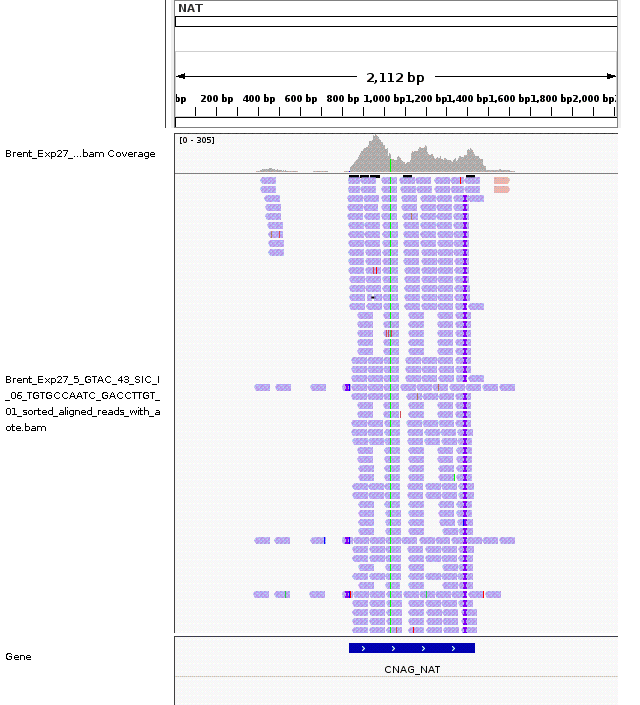 NAT
2,112 bp
bp 200 bp 400 bp 600 bp 800 bp 1,000 bp 1,200 bp 1,400 bp 1,600 bp 1,800 bp 2,000 bp 2
[0 - 305]
Brent_Exp27_...bam Coverage
Brent_Exp27_5_GTAC_43_SIC_I
_06_TGTGCCAATC_GACCTTGT_
01_sorted_aligned_reads_with_a
ote.bam
Gene
CNAG_NAT